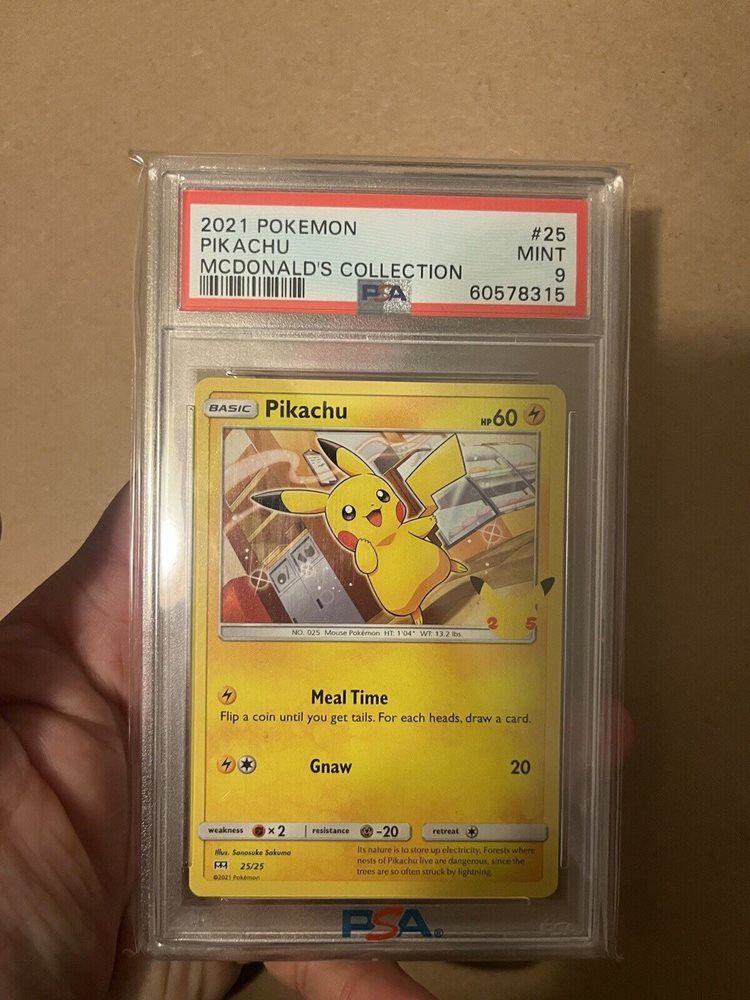 2021 POKEMON #25
PIKACHU MINT
MCDONALD'S COLLECTION 9
PSA 60578315
BASIC Pikachu HP60
25
NO. 025 Mouse Pokémon HT: 1'04" WT: 13.2 lbs.
Meal Time
Flip a coin until you get tails. For each heads, draw a card.
Gnaw 20
weakness ×2 resistance -20 retreat
Illus. Sanosuke Sakuma
25/25
©2021 Pokémon
Its nature is to store up electricity. Forests where
nests of Pikachu live are dangerous, since the
trees are so often struck by lightning.
PSA®